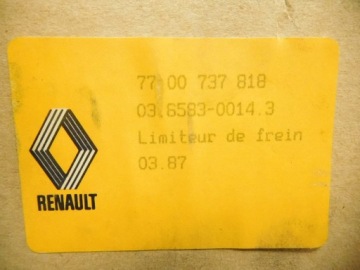 77 00 737 818
03.6583-0014.3
Limiteur de frein
03.87
RENAULT